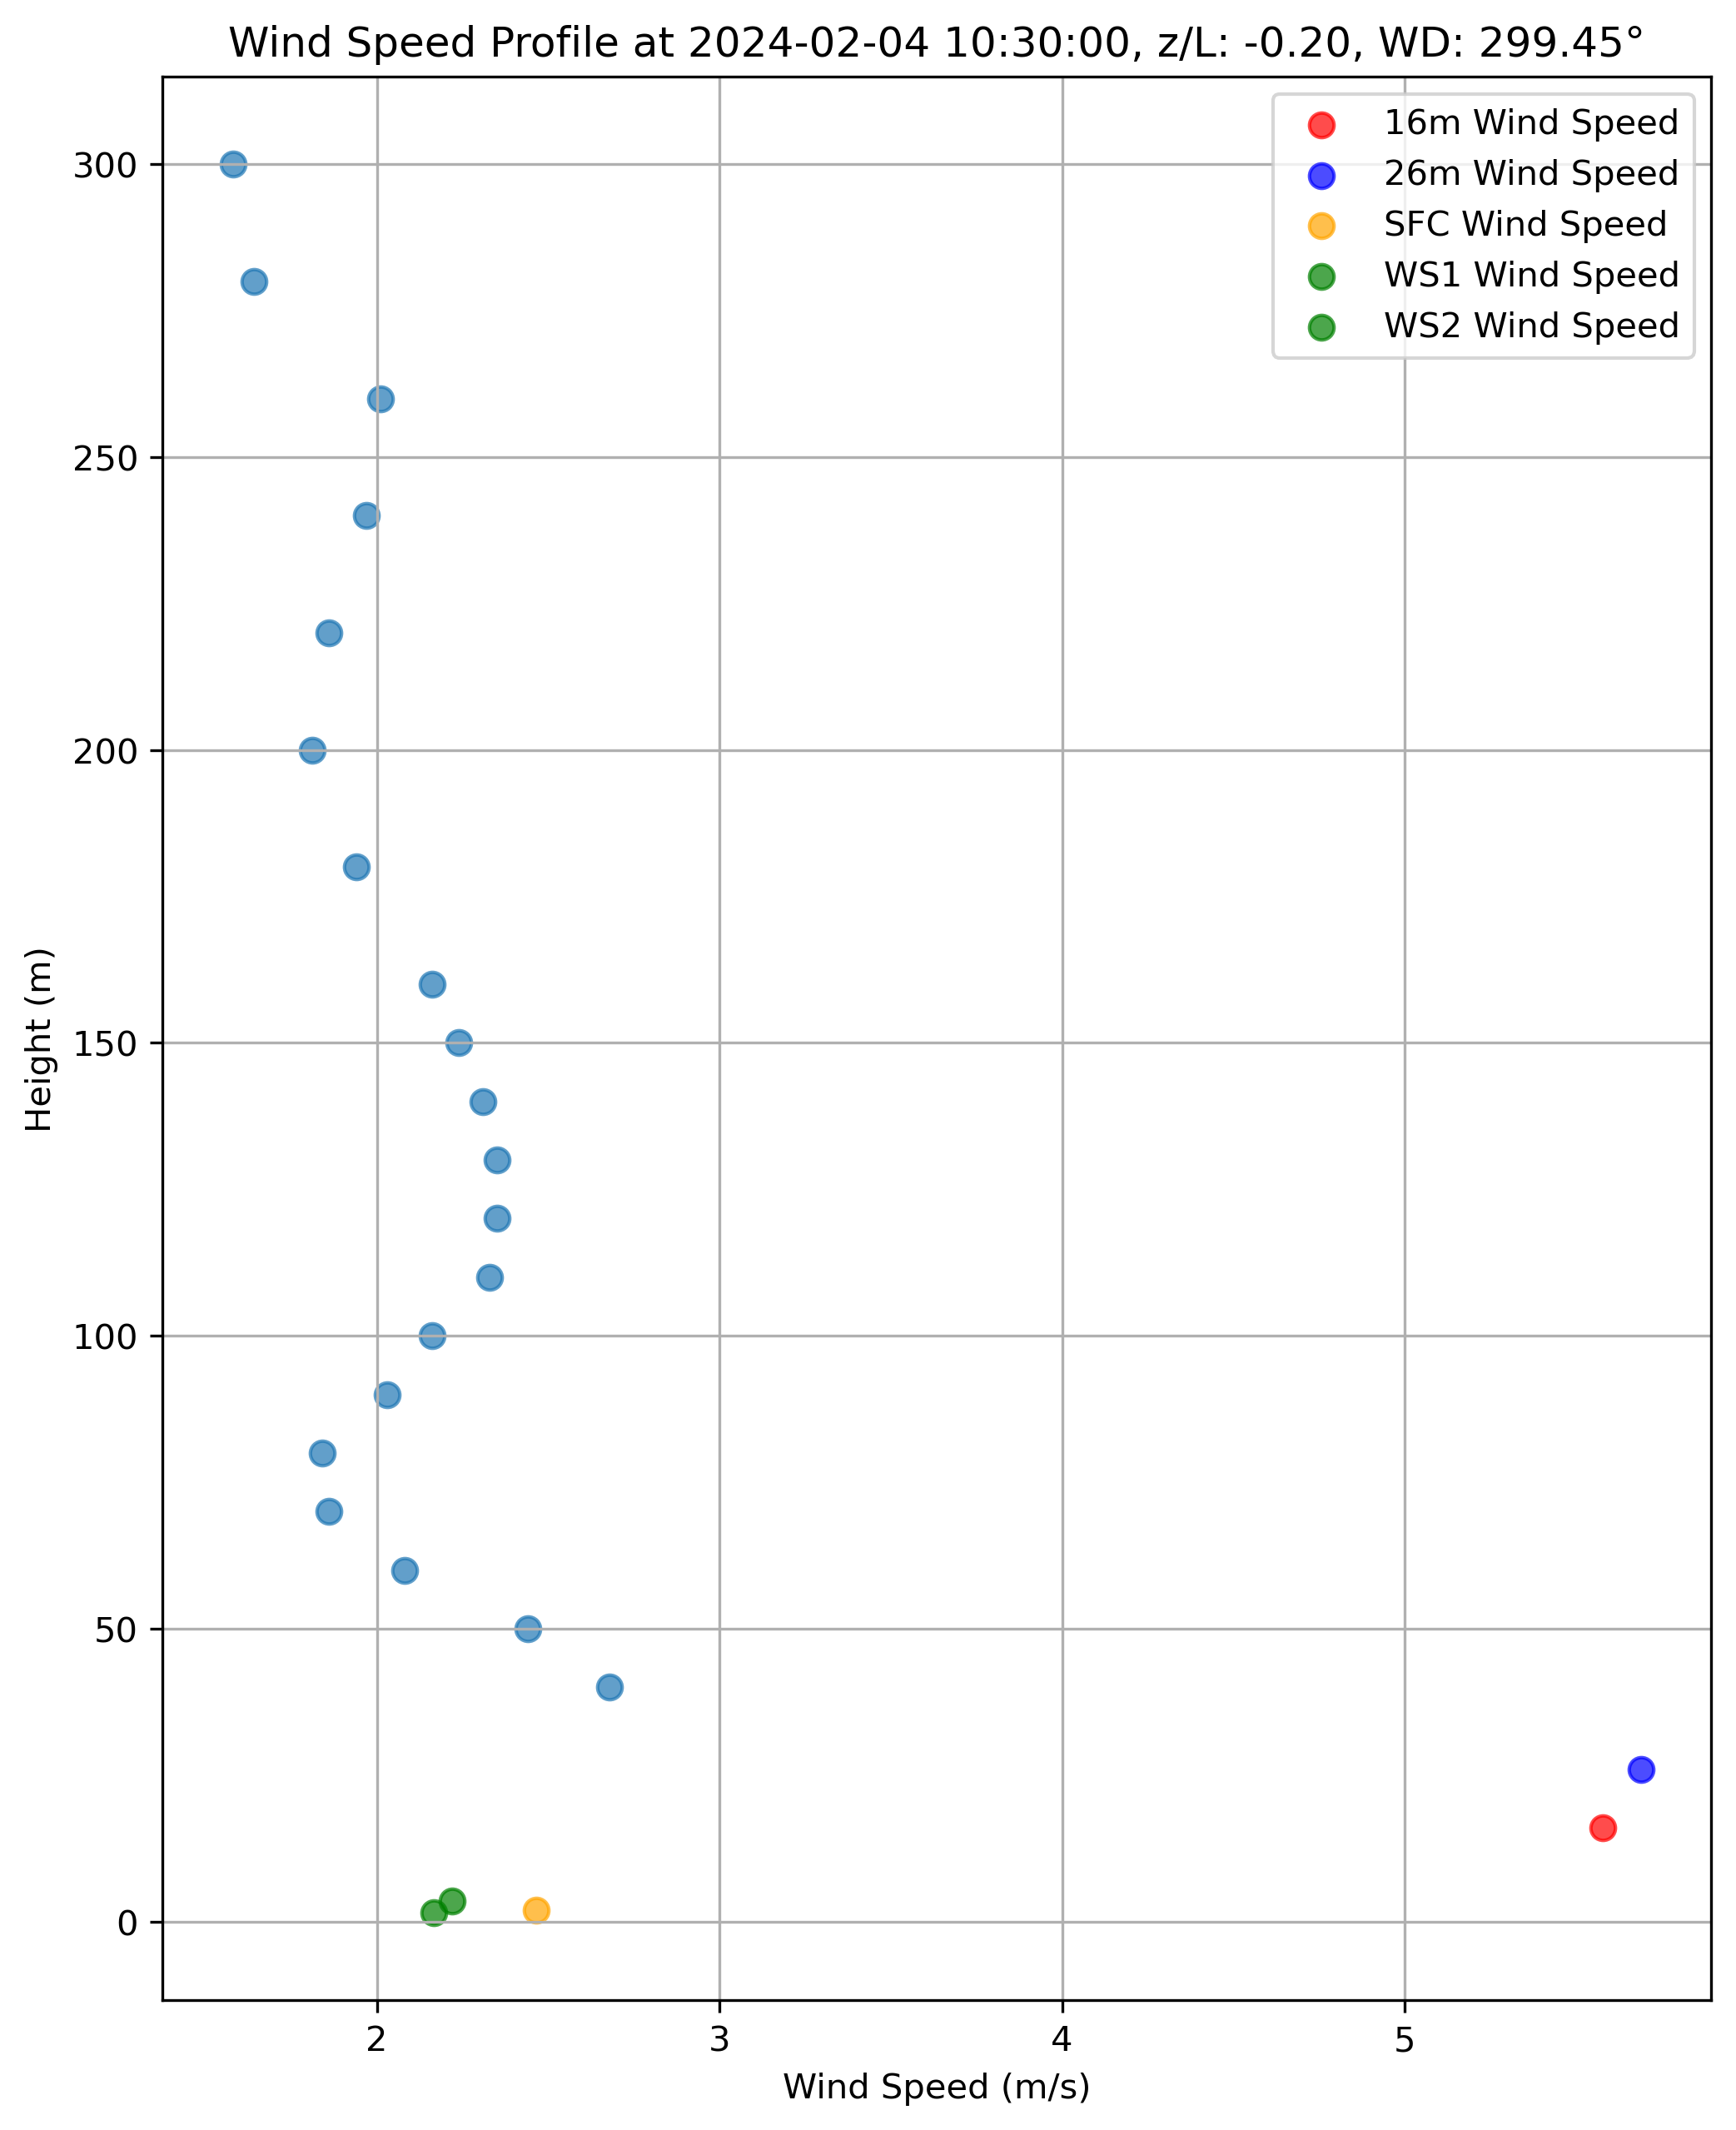 Wind Speed Profile at 2024-02-04 10:30:00, z/L: -0.20, WD: 299.45°
16m Wind Speed
26m Wind Speed
SFC Wind Speed
WS1 Wind Speed
WS2 Wind Speed
300
250
200
150
100
50
0
Height (m)
2 3 4 5
Wind Speed (m/s)